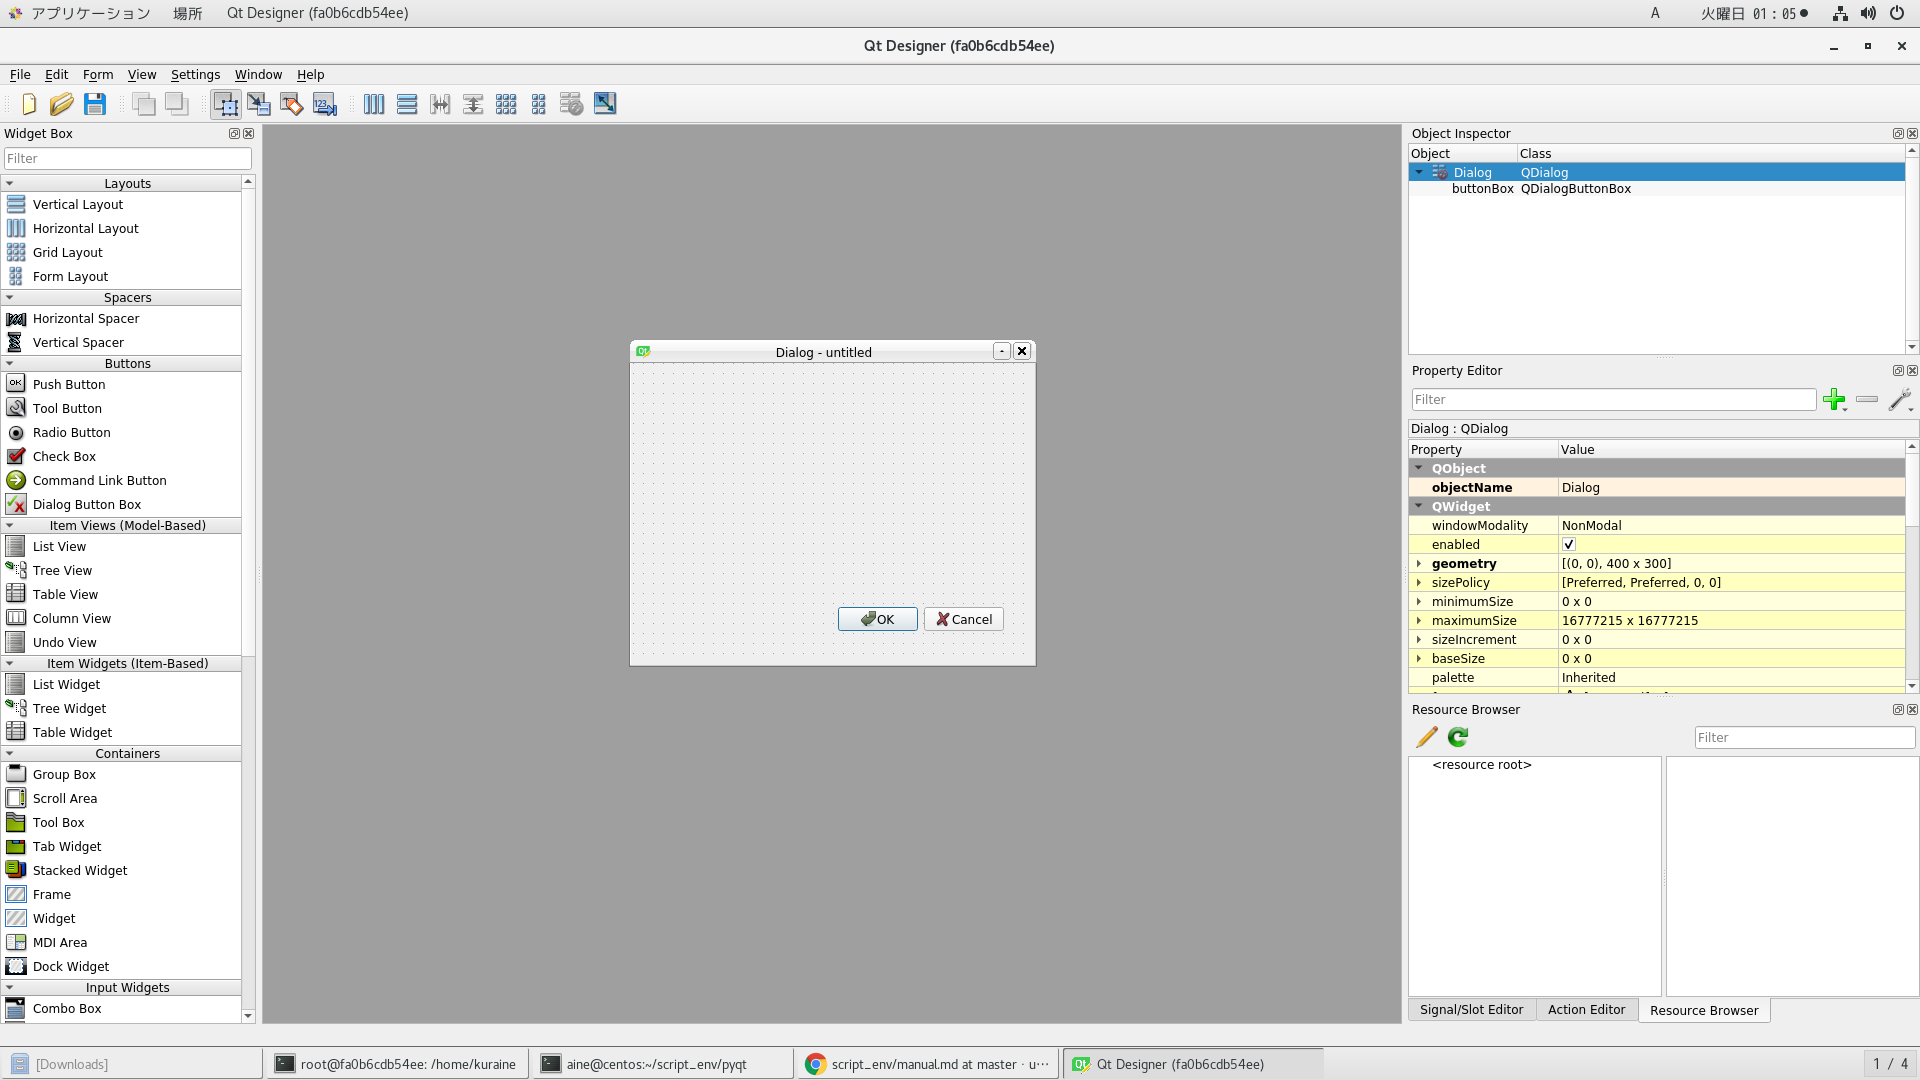 アプリケーション 場所 Qt Designer (fa0b6cdb54ee) A 火曜日 01：05●
Qt Designer (fa0b6cdb54ee)
File Edit Form View Settings Window Help
Widget Box
Filter
Layouts
Vertical Layout
Horizontal Layout
Grid Layout
Form Layout
Spacers
Horizontal Spacer
Vertical Spacer
Buttons
Push Button
Tool Button
Radio Button
Check Box
Command Link Button
Dialog Button Box
Item Views (Model-Based)
List View
Tree View
Table View
Column View
Undo View
Item Widgets (Item-Based)
List Widget
Tree Widget
Table Widget
Containers
Group Box
Scroll Area
Tool Box
Tab Widget
Stacked Widget
Frame
Widget
MDI Area
Dock Widget
Input Widgets
Combo Box
Dialog - untitled
OK Cancel
Object Inspector
Object Class
Dialog QDialog
buttonBox QDialogButtonBox
Property Editor
Filter
Dialog : QDialog
Property Value
QObject
objectName Dialog
QWidget
windowModality NonModal
enabled
geometry [(0, 0), 400 x 300]
sizePolicy [Preferred, Preferred, 0, 0]
minimumSize 0 x 0
maximumSize 16777215 x 16777215
sizeIncrement 0 x 0
baseSize 0 x 0
palette Inherited
Resource Browser
Filter
<resource root>
Signal/Slot Editor Action Editor Resource Browser
[Downloads] root@fa0b6cdb54ee: /home/kuraine aine@centos:~/script_env/pyqt script_env/manual.md at master · u… Qt Designer (fa0b6cdb54ee) 1 / 4